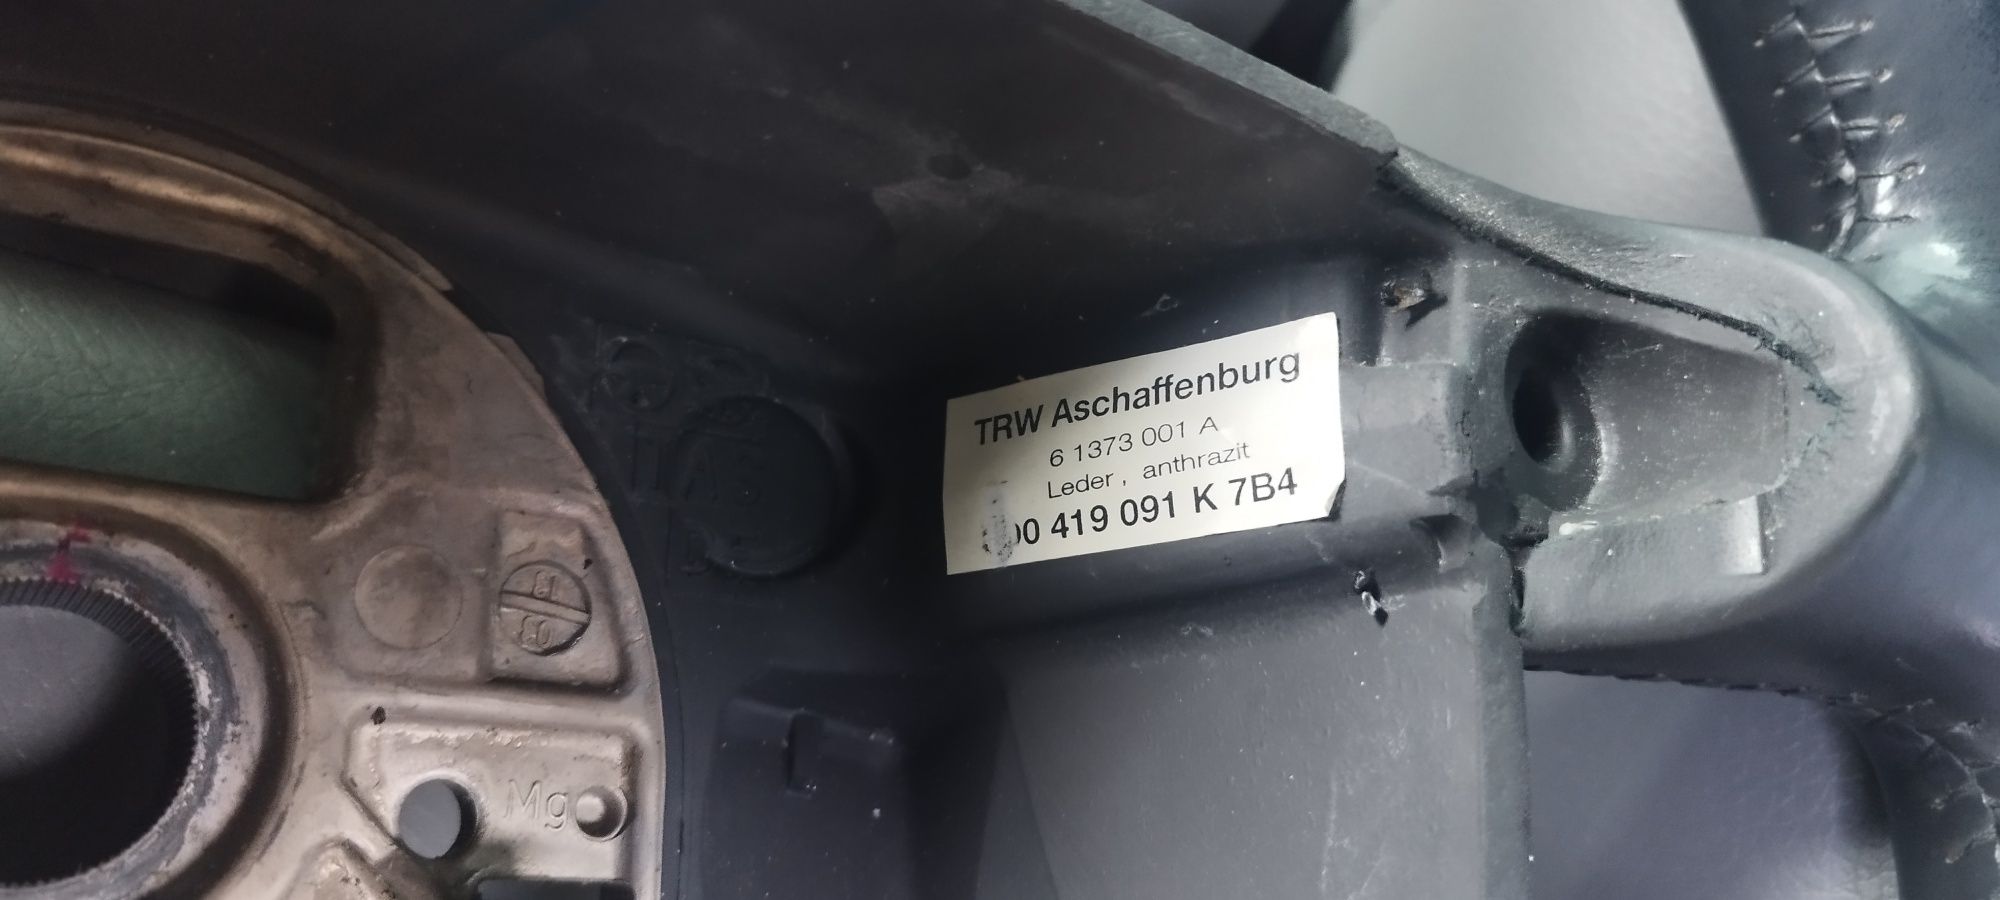 TRW Aschaffenburg
6 1373 001 A
Leder, anthrazit
00 419 091 K 7B4
Mg